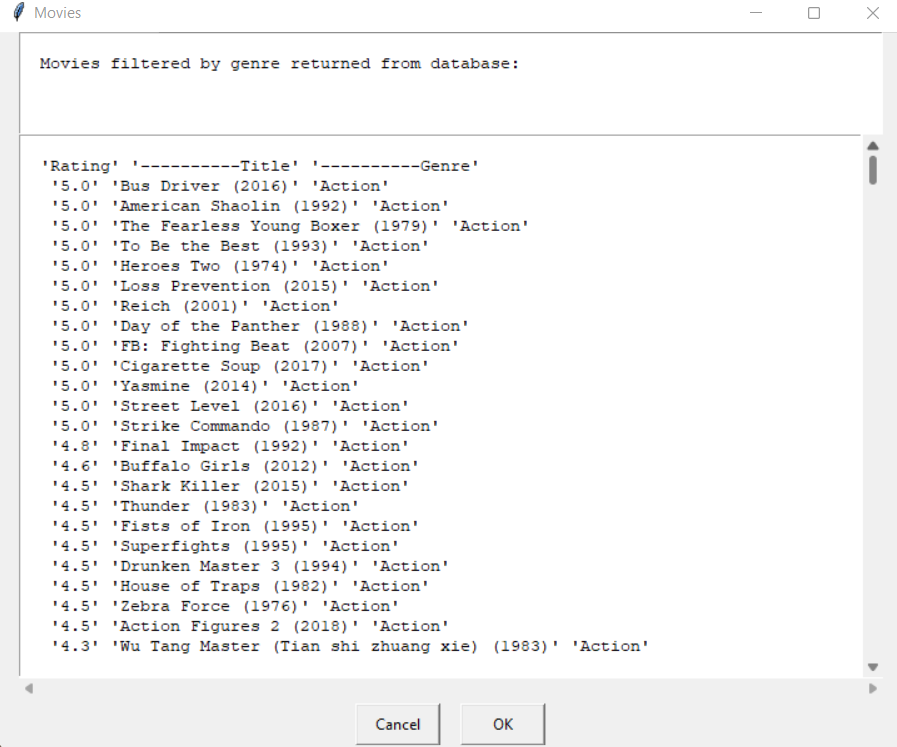 Movies
Movies filtered by genre returned from database:
'Rating' '----------Title' '----------Genre'
'5.0' 'Bus Driver (2016)' 'Action'
'5.0' 'American Shaolin (1992)' 'Action'
'5.0' 'The Fearless Young Boxer (1979)' 'Action'
'5.0' 'To Be the Best (1993)' 'Action'
'5.0' 'Heroes Two (1974)' 'Action'
'5.0' 'Loss Prevention (2015)' 'Action'
'5.0' 'Reich (2001)' 'Action'
'5.0' 'Day of the Panther (1988)' 'Action'
'5.0' 'FB: Fighting Beat (2007)' 'Action'
'5.0' 'Cigarette Soup (2017)' 'Action'
'5.0' 'Yasmine (2014)' 'Action'
'5.0' 'Street Level (2016)' 'Action'
'5.0' 'Strike Commando (1987)' 'Action'
'4.8' 'Final Impact (1992)' 'Action'
'4.6' 'Buffalo Girls (2012)' 'Action'
'4.5' 'Shark Killer (2015)' 'Action'
'4.5' 'Thunder (1983)' 'Action'
'4.5' 'Fists of Iron (1995)' 'Action'
'4.5' 'Superfights (1995)' 'Action'
'4.5' 'Drunken Master 3 (1994)' 'Action'
'4.5' 'House of Traps (1982)' 'Action'
'4.5' 'Zebra Force (1976)' 'Action'
'4.5' 'Action Figures 2 (2018)' 'Action'
'4.3' 'Wu Tang Master (Tian shi zhuang xie) (1983)' 'Action'
Cancel OK